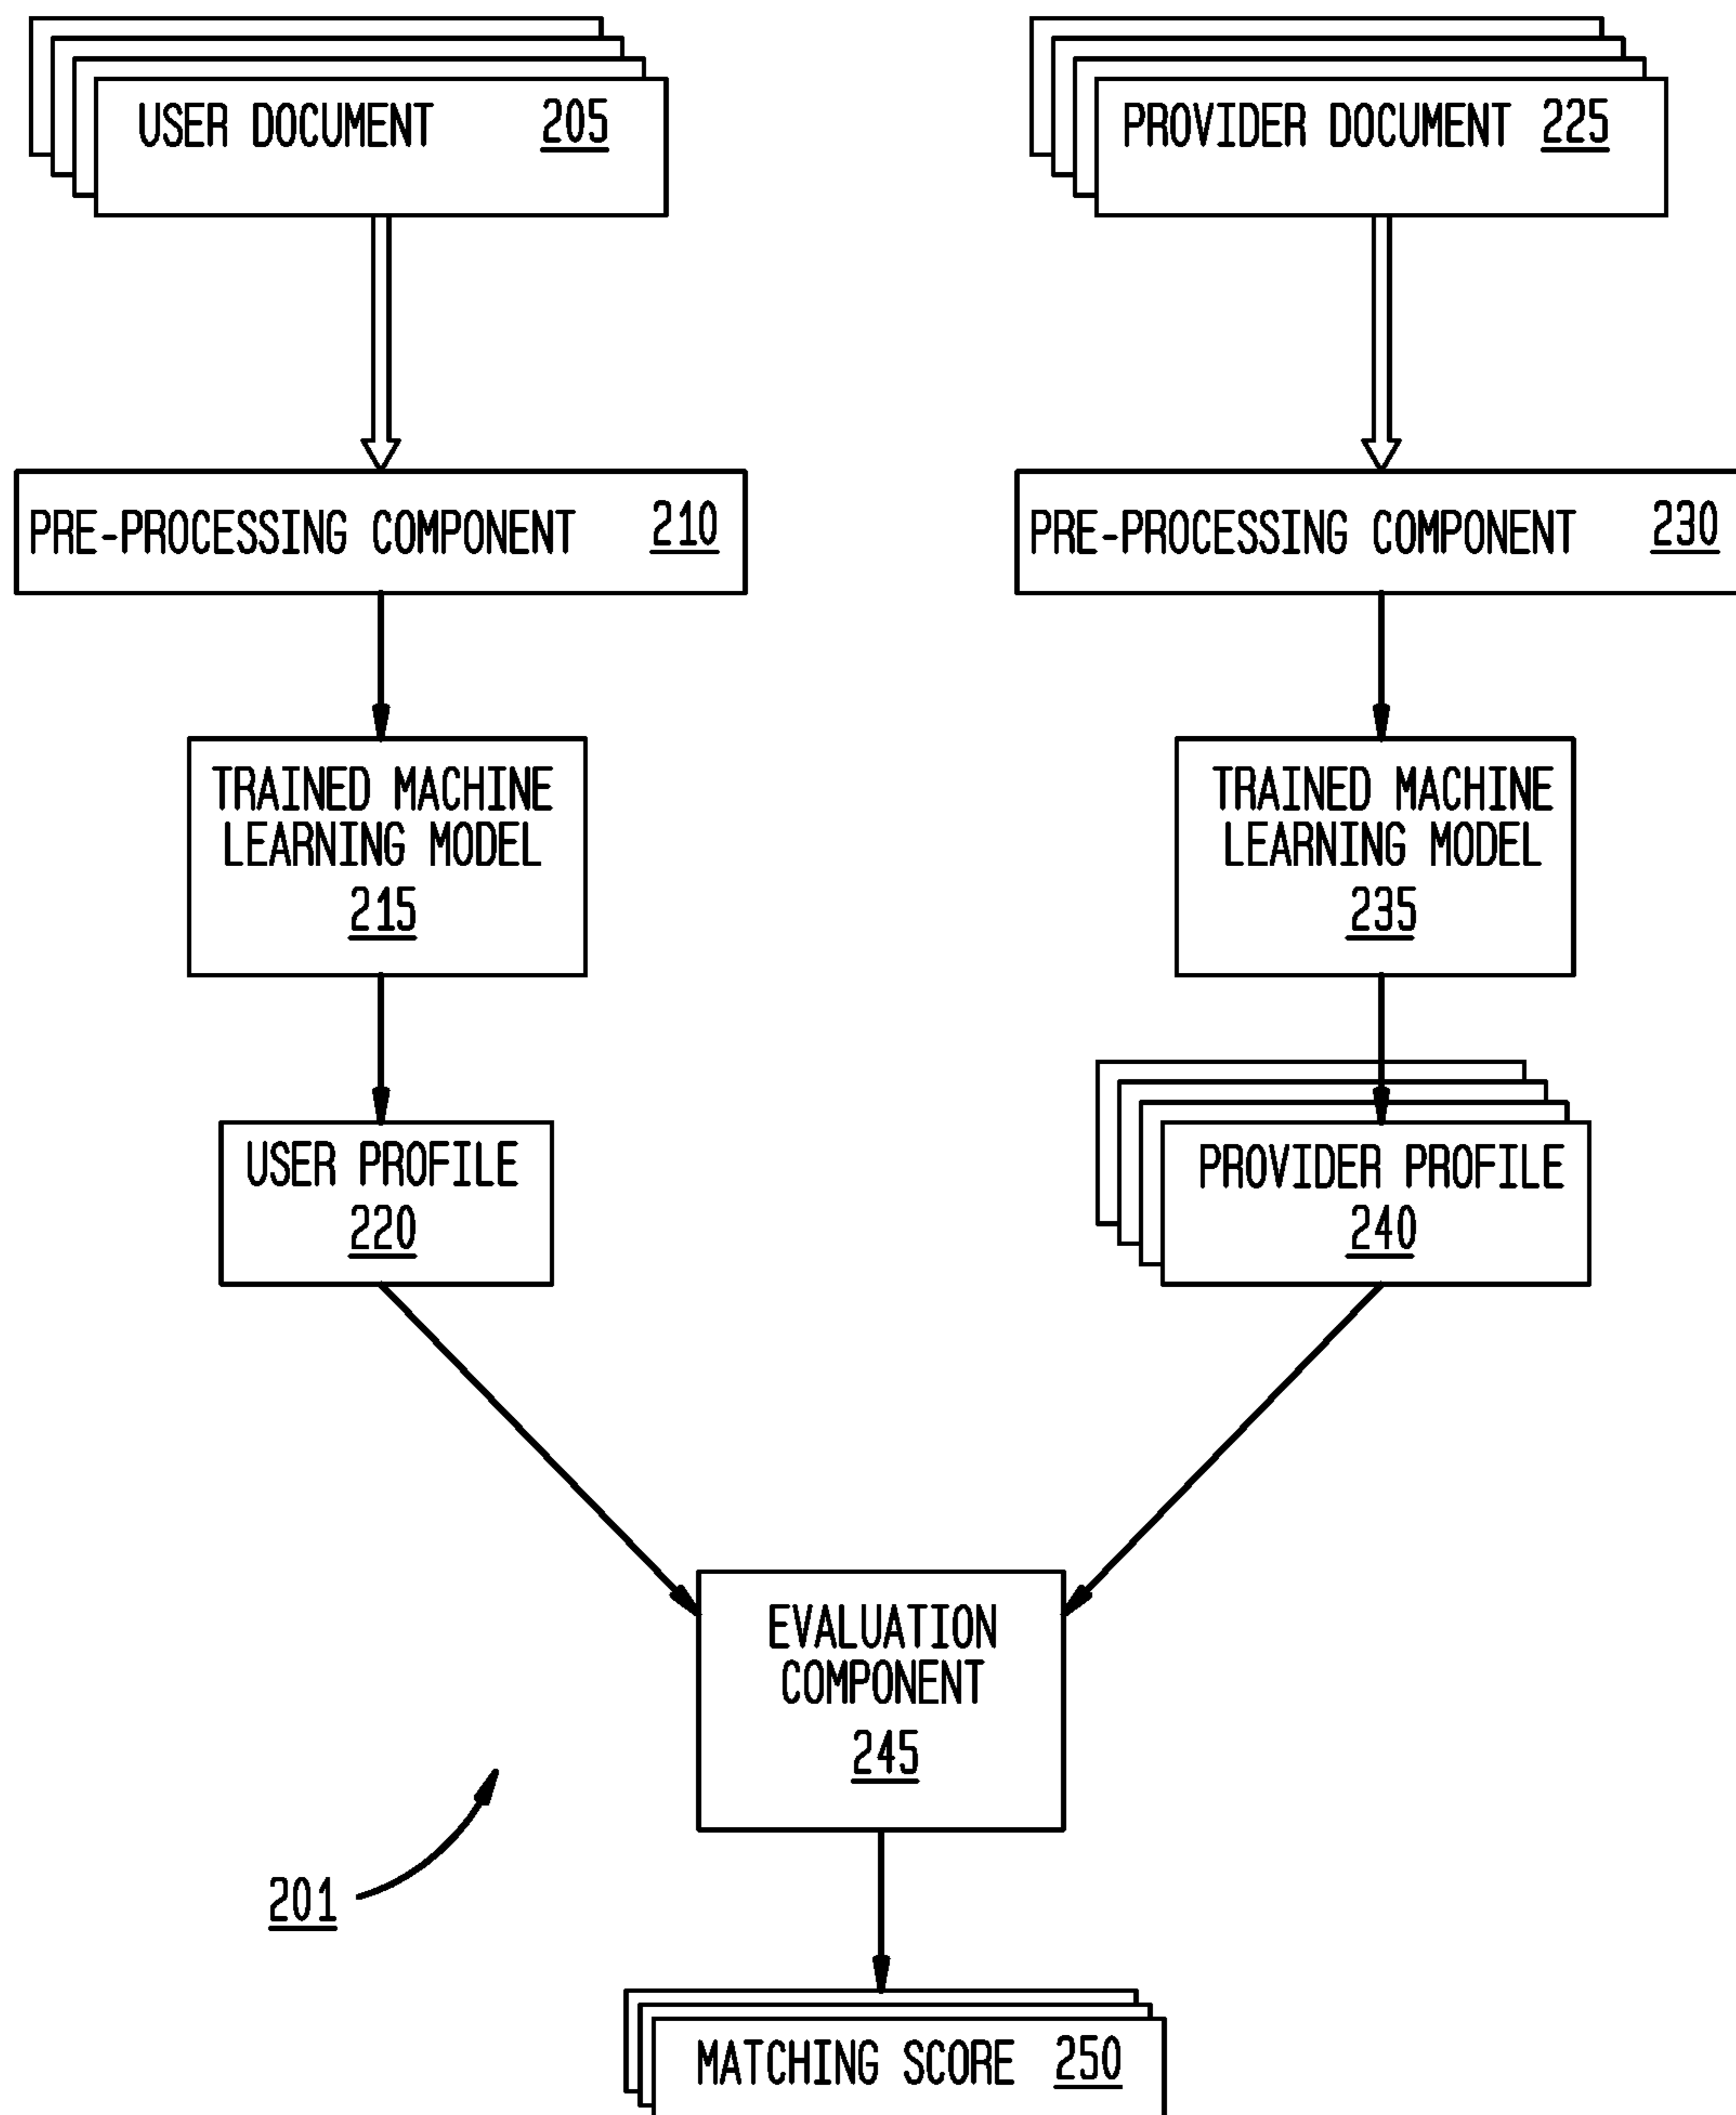 USER DOCUMENT 205
PROVIDER DOCUMENT 225
PRE-PROCESSING COMPONENT 210
PRE-PROCESSING COMPONENT 230
TRAINED MACHINE
LEARNING MODEL
215
TRAINED MACHINE
LEARNING MODEL
235
USER PROFILE
220
PROVIDER PROFILE
240
EVALUATION
COMPONENT
245
201
MATCHING SCORE 250